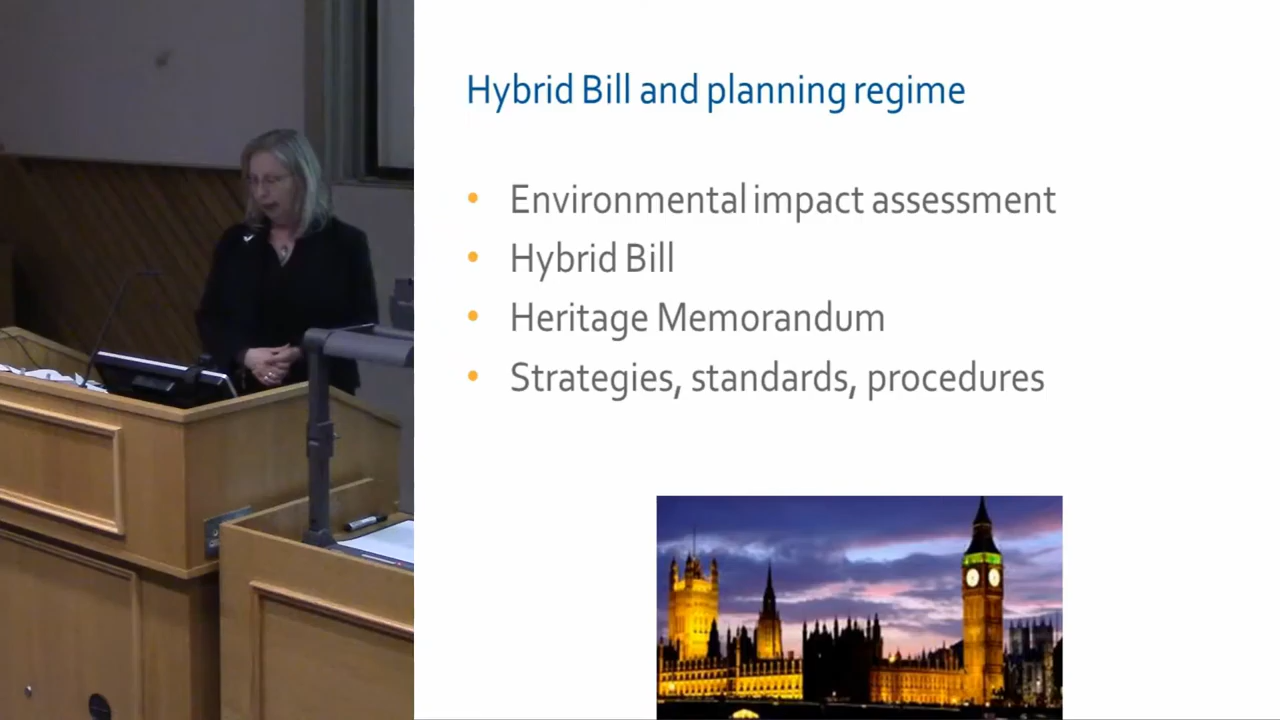 Hybrid Bill and planning regime
• Environmental impact assessment
• Hybrid Bill
• Heritage Memorandum
• Strategies, standards, procedures